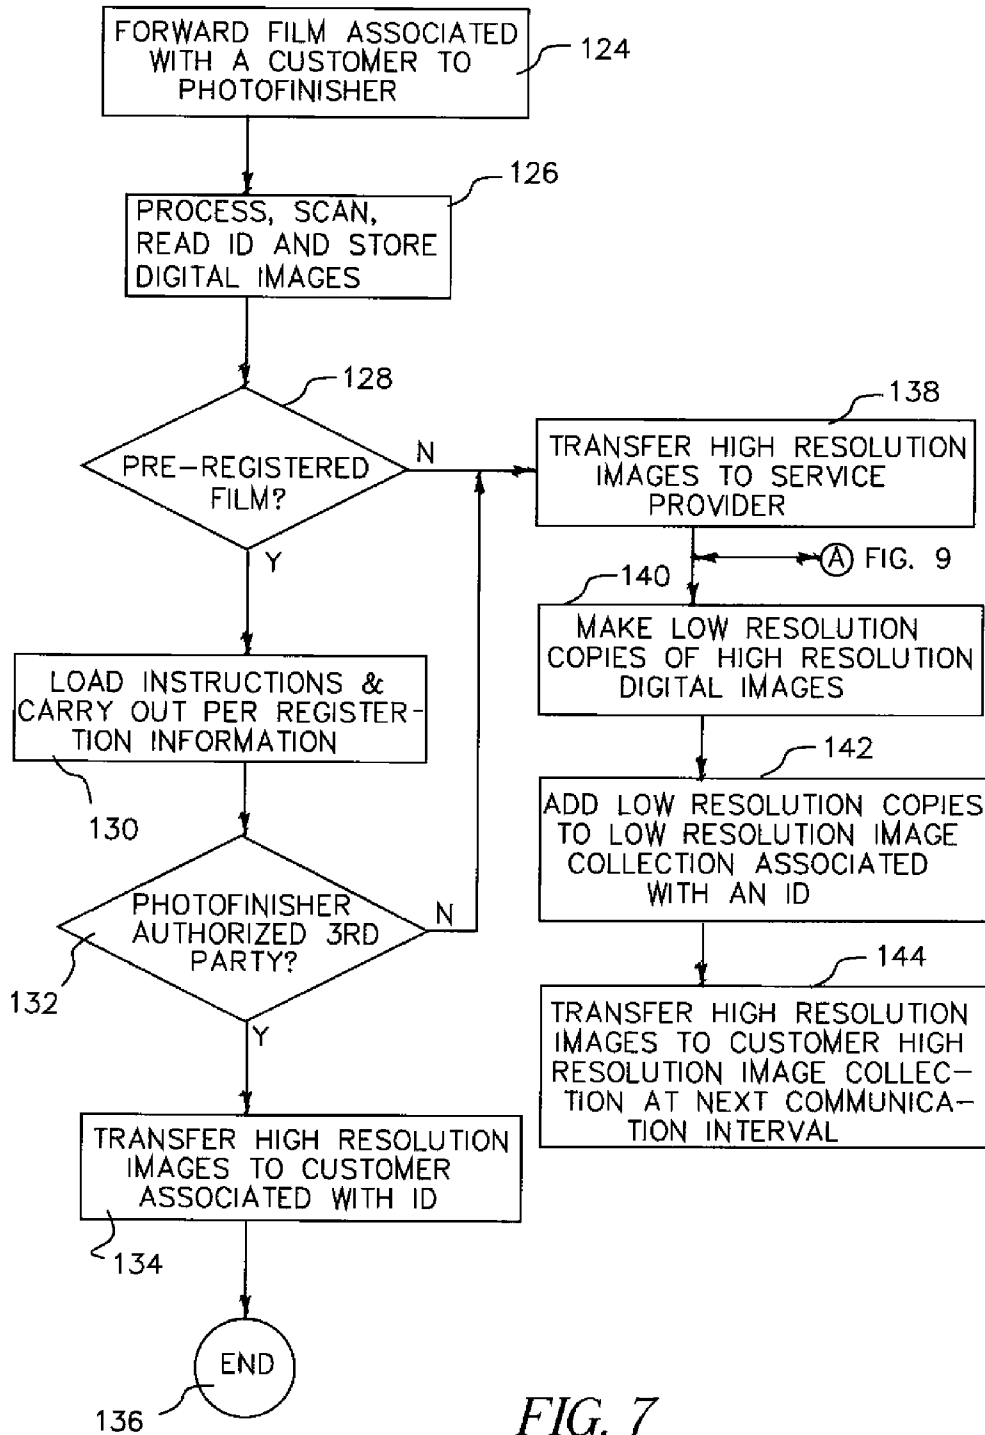 FORWARD FILM ASSOCIATED
WITH A CUSTOMER TO
PHOTOFINISHER
124
PROCESS, SCAN,
READ ID AND STORE
DIGITAL IMAGES
126
PRE-REGISTERED
FILM?
128
N
Y
LOAD INSTRUCTIONS &
CARRY OUT PER REGISTER-
TION INFORMATION
130
PHOTOFINISHER
AUTHORIZED 3RD
PARTY?
132
N
Y
TRANSFER HIGH RESOLUTION
IMAGES TO CUSTOMER
ASSOCIATED WITH ID
134
END
136
138
TRANSFER HIGH RESOLUTION
IMAGES TO SERVICE
PROVIDER
A FIG. 9
140
MAKE LOW RESOLUTION
COPIES OF HIGH RESOLUTION
DIGITAL IMAGES
142
ADD LOW RESOLUTION COPIES
TO LOW RESOLUTION IMAGE
COLLECTION ASSOCIATED
WITH AN ID
144
TRANSFER HIGH RESOLUTION
IMAGES TO CUSTOMER HIGH
RESOLUTION IMAGE COLLEC-
TION AT NEXT COMMUNICA-
TION INTERVAL
FIG. 7